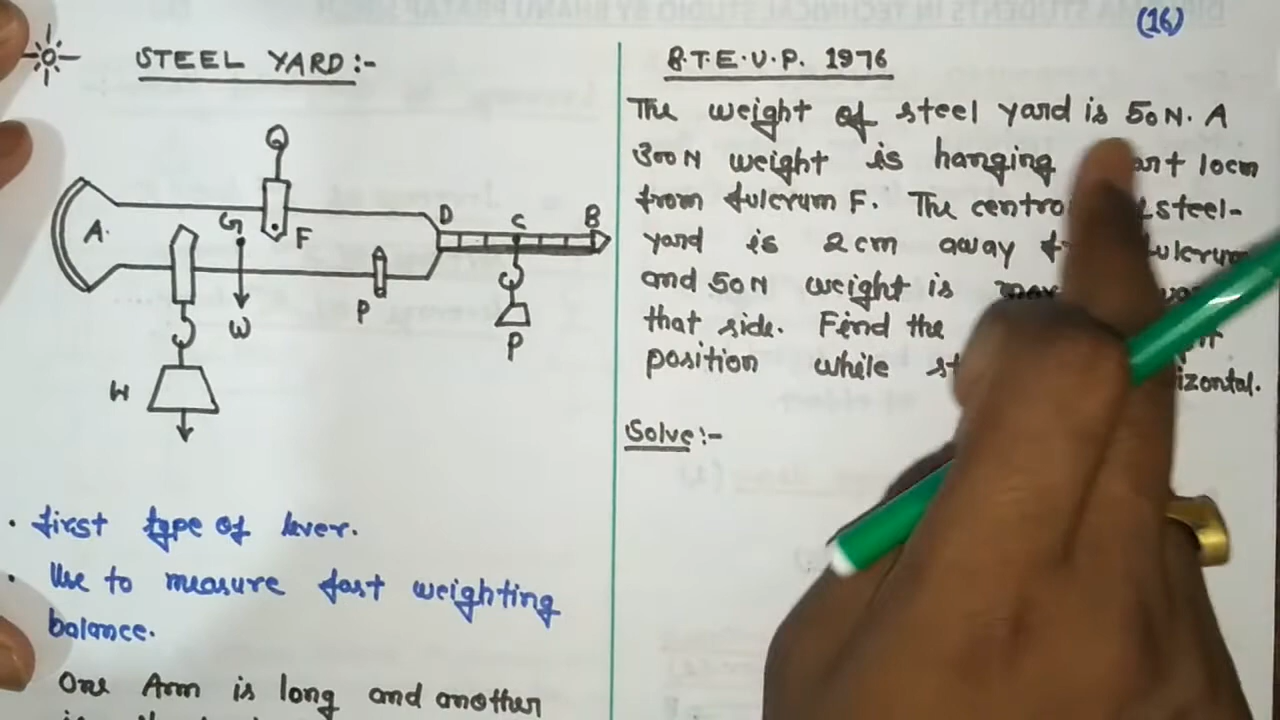 (16)
STEEL YARD:-
Q
A.
G
F
D
C
B
W
P
P
W
• first type of lever.
• Use to measure fast weighting
balance.
One Arm is long and another
B.T.E.U.P. 1976
The weight of steel yard is 50N. A
300N weight is hanging 10cm
from fulcrum F. The steel-
yard is 2cm away
and 50N weight is
that side. Find the
position while
Solve:-